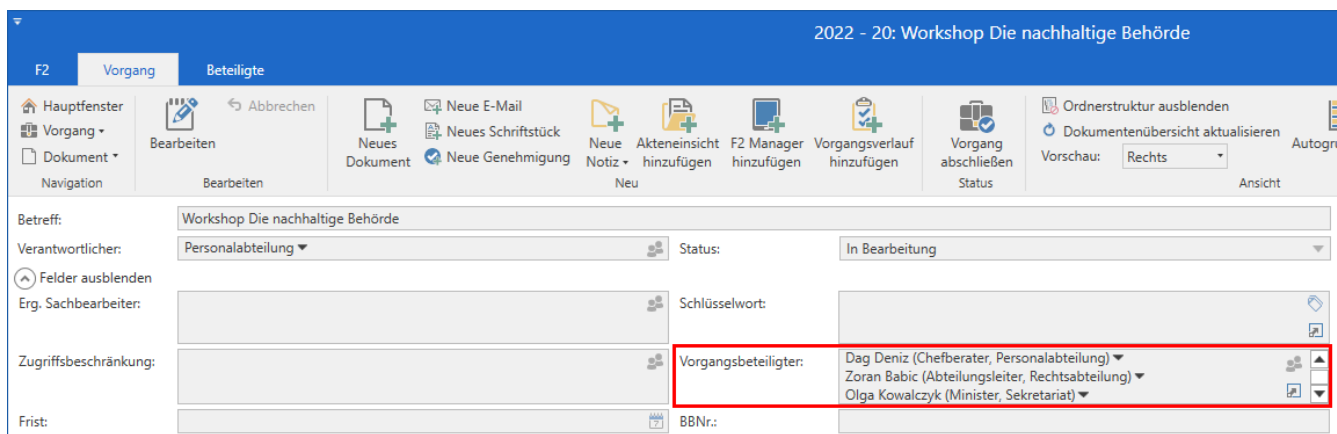 2022 - 20: Workshop Die nachhaltige Behörde
F2 Vorgang Beteiligte
Hauptfenster
Vorgang
Dokument
Navigation
Bearbeiten
Abbrechen
Bearbeiten
Neues Dokument
Neue E-Mail
Neues Schriftstück
Neue Genehmigung
Neue Notiz
Akteneinsicht hinzufügen
F2 Manager hinzufügen
Vorgangsverlauf hinzufügen
Neu
Vorgang abschließen
Status
Ordnerstruktur ausblenden
Dokumentenübersicht aktualisieren
Vorschau: Rechts
Autogru
Ansicht
Betreff: Workshop Die nachhaltige Behörde
Verantwortlicher: Personalabteilung
Status: In Bearbeitung
Felder ausblenden
Erg. Sachbearbeiter:
Schlüsselwort:
Zugriffsbeschränkung:
Vorgangsbeteiligter: Dag Deniz (Chefberater, Personalabteilung)
Zoran Babic (Abteilungsleiter, Rechtsabteilung)
Olga Kowalczyk (Minister, Sekretariat)
Frist:
BBNr.: